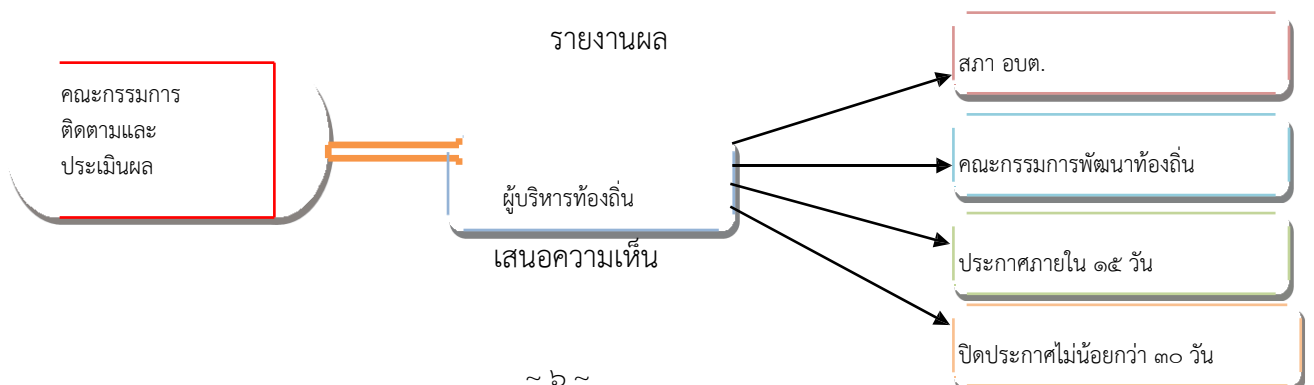 รายงานผล
คณะกรรมการ
ติดตามและ
ประเมินผล
ผู้บริหารท้องถิ่น
เสนอความเห็น
สภา อบต.
คณะกรรมการพัฒนาท้องถิ่น
ประกาศภายใน ๑๕ วัน
ปิดประกาศไม่น้อยกว่า ๓๐ วัน
~ ๖ ~